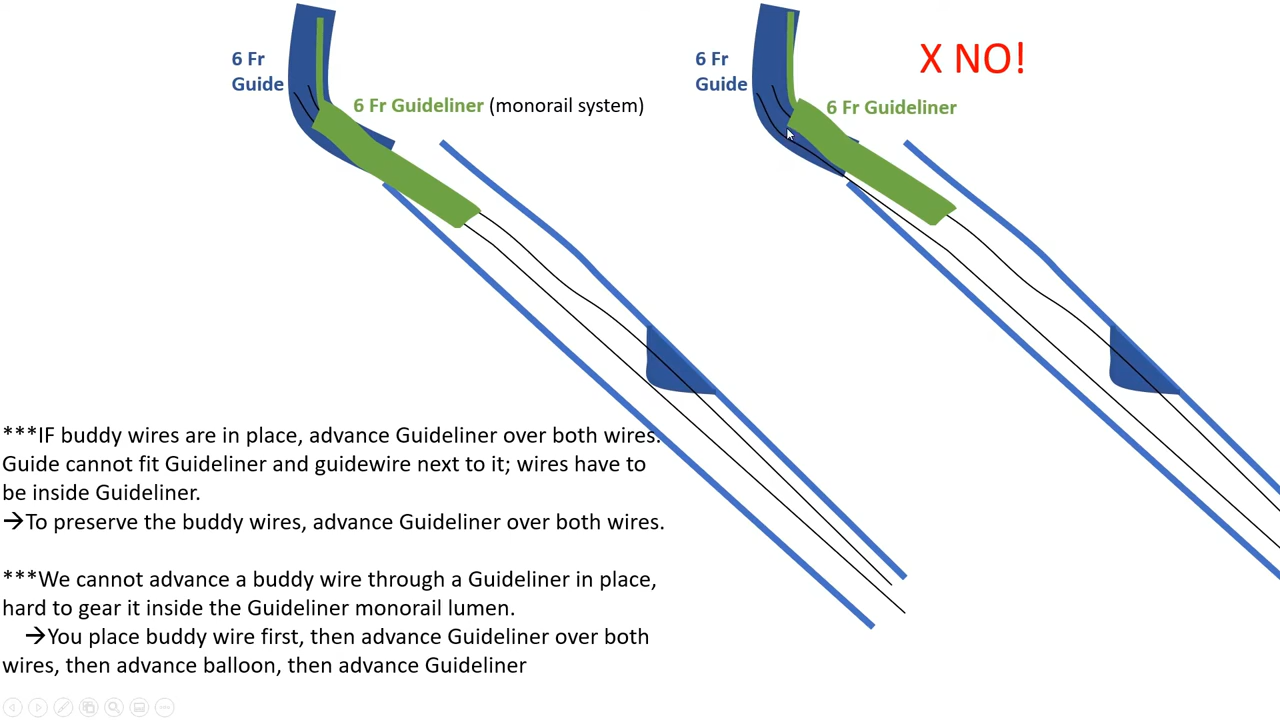 6 Fr
Guide
6 Fr Guideliner (monorail system)
6 Fr
Guide
X NO!
6 Fr Guideliner
***IF buddy wires are in place, advance Guideliner over both wires.
Guide cannot fit Guideliner and guidewire next to it; wires have to
be inside Guideliner.
→To preserve the buddy wires, advance Guideliner over both wires.
***We cannot advance a buddy wire through a Guideliner in place,
hard to gear it inside the Guideliner monorail lumen.
→You place buddy wire first, then advance Guideliner over both
wires, then advance balloon, then advance Guideliner